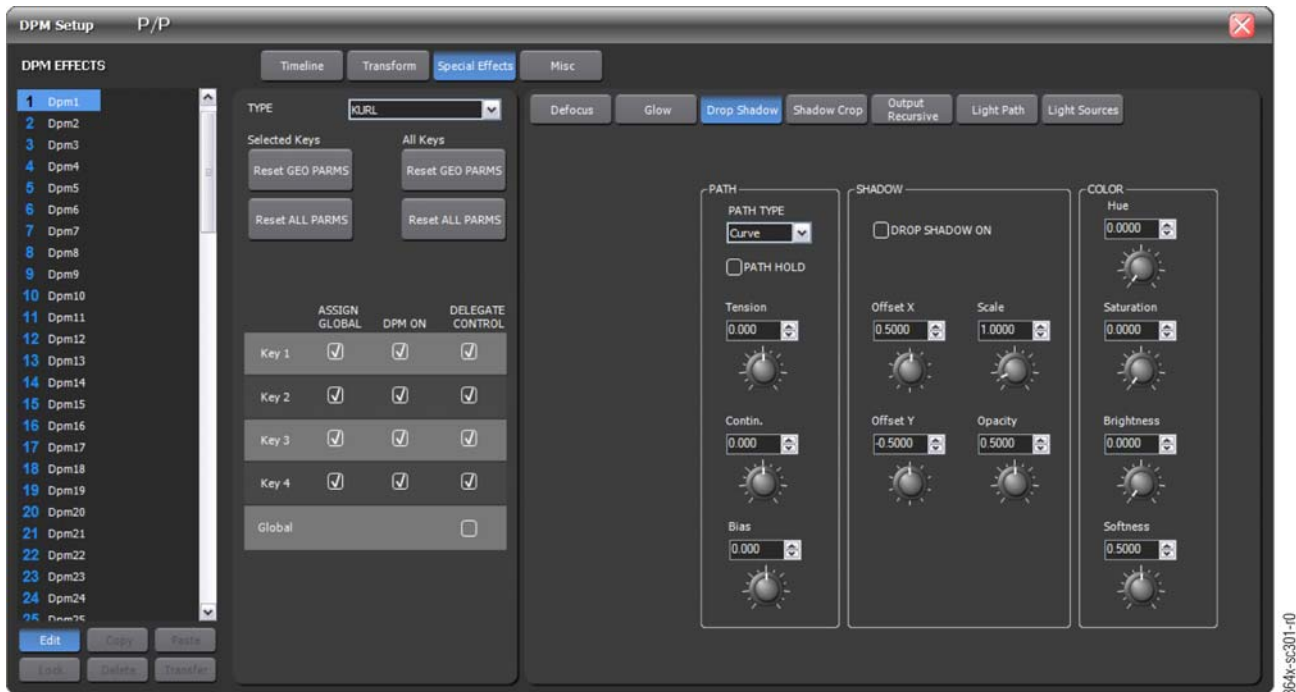 DPM Setup P/P
DPM EFFECTS
Timeline Transform Special Effects Misc
1 Dpm1
2 Dpm2
3 Dpm3
4 Dpm4
5 Dpm5
6 Dpm6
7 Dpm7
8 Dpm8
9 Dpm9
10 Dpm10
11 Dpm11
12 Dpm12
13 Dpm13
14 Dpm14
15 Dpm15
16 Dpm16
17 Dpm17
18 Dpm18
19 Dpm19
20 Dpm20
21 Dpm21
22 Dpm22
23 Dpm23
24 Dpm24
25 Dpm25
Edit Copy Paste
Lock Delete Transfer
TYPE KURL
Selected Keys All Keys
Reset GEO PARMS Reset GEO PARMS
Reset ALL PARMS Reset ALL PARMS
ASSIGN GLOBAL DPM ON DELEGATE CONTROL
Key 1
Key 2
Key 3
Key 4
Global
Defocus Glow Drop Shadow Shadow Crop Output Recursive Light Path Light Sources
PATH
PATH TYPE
Curve
PATH HOLD
Tension
0.000
Contin.
0.000
Bias
0.000
SHADOW
DROP SHADOW ON
Offset X Scale
0.5000 1.0000
Offset Y Opacity
-0.5000 0.5000
COLOR
Hue
0.0000
Saturation
0.0000
Brightness
0.0000
Softness
0.5000
364x-sc301-r0